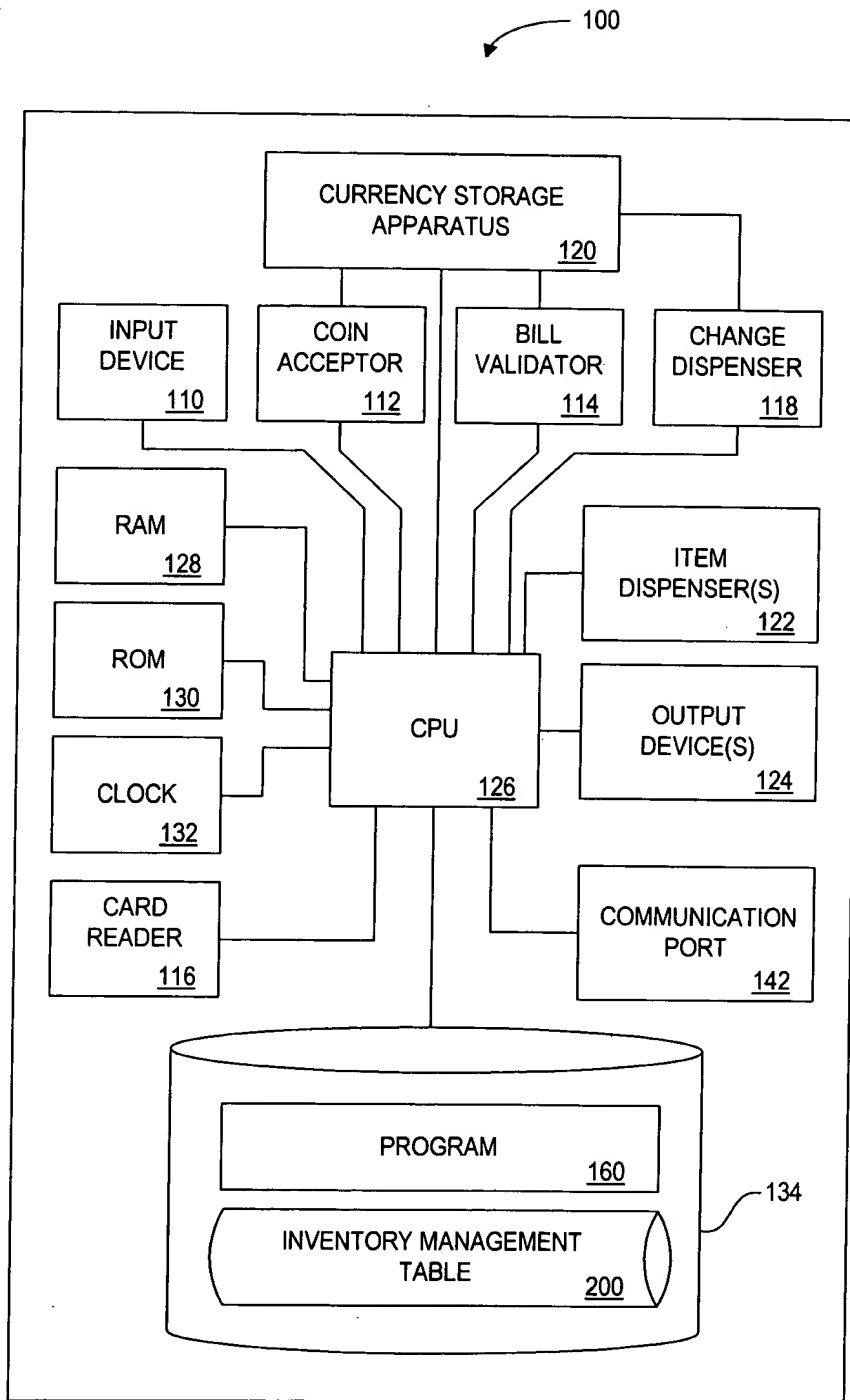 100
CURRENCY STORAGE
APPARATUS
120
INPUT
DEVICE
110
COIN
ACCEPTOR
112
BILL
VALIDATOR
114
CHANGE
DISPENSER
118
RAM
128
ITEM
DISPENSER(S)
122
ROM
130
CPU
126
OUTPUT
DEVICE(S)
124
CLOCK
132
CARD
READER
116
COMMUNICATION
PORT
142
PROGRAM
160
134
INVENTORY MANAGEMENT
TABLE
200